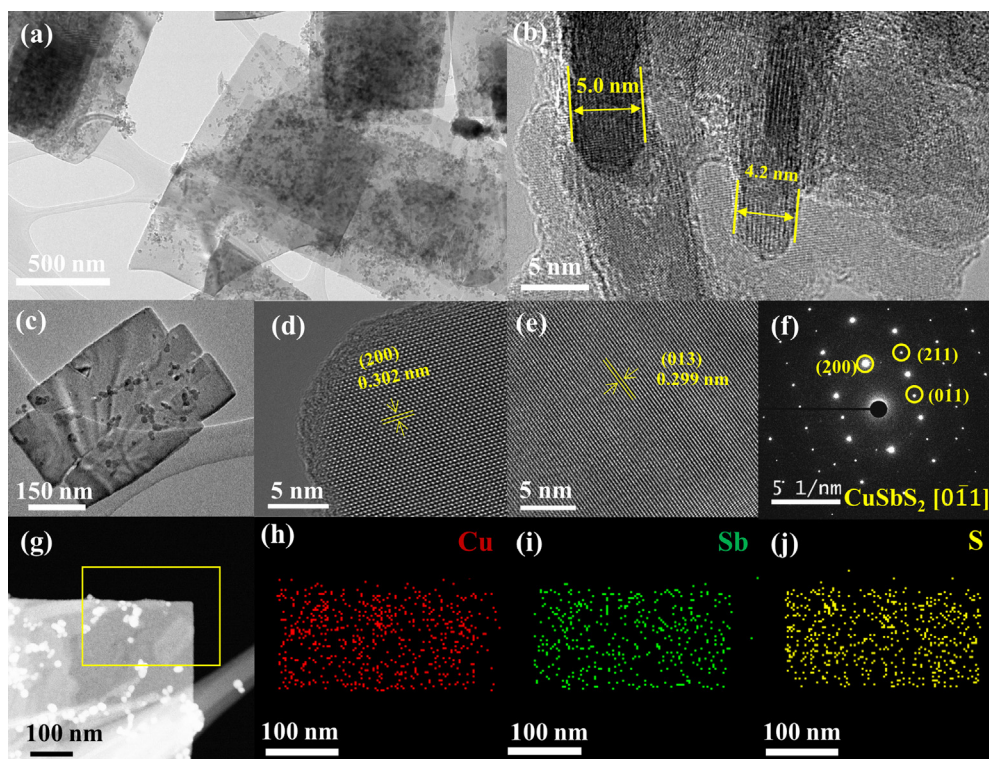 (a)
500 nm
(b)
5.0 nm
4.2 nm
5 nm
(c)
150 nm
(d)
(200)
0.302 nm
5 nm
(e)
(013)
0.299 nm
5 nm
(f)
(200)
(211)
(011)
5 1/nm
CuSbS₂ [01̄1]
(g)
100 nm
(h)
Cu
100 nm
(i)
Sb
100 nm
(j)
S
100 nm